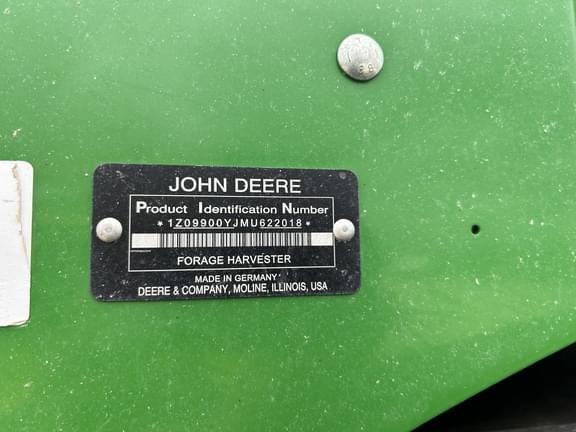 JOHN DEERE
Product Identification Number
*1Z09900YJMU622018*
FORAGE HARVESTER
MADE IN GERMANY
DEERE & COMPANY, MOLINE, ILLINOIS, USA